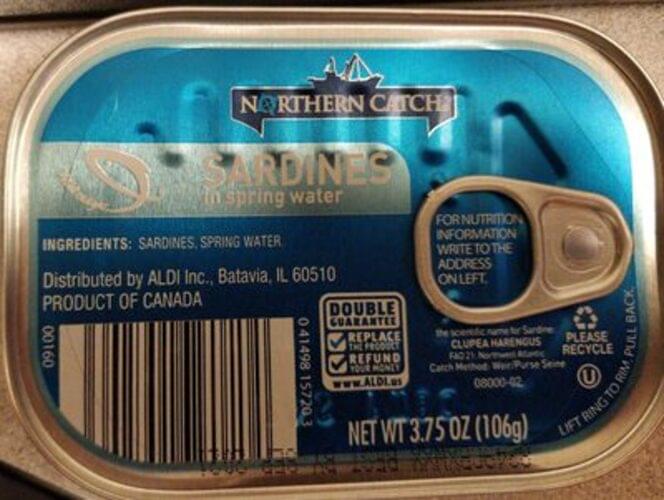 NORTHERN CATCH
SARDINES
in spring water
INGREDIENTS: SARDINES, SPRING WATER.
Distributed by ALDI Inc., Batavia, IL 60510
PRODUCT OF CANADA
FOR NUTRITION
INFORMATION
WRITE TO THE
ADDRESS
ON LEFT.
00160
0 41498 15720 3
DOUBLE
GUARANTEE
REPLACE
THE PRODUCT
REFUND
YOUR MONEY
www.ALDI.us
the scientific name for Sardine:
CLUPEA HARENGUS
FAO 21: Northwest Atlantic
Catch Method: Weir/Purse Seine
08000-02
PLEASE
RECYCLE
U
LIFT RING TO RIM. PULL BACK.
NET WT 3.75 OZ (106g)